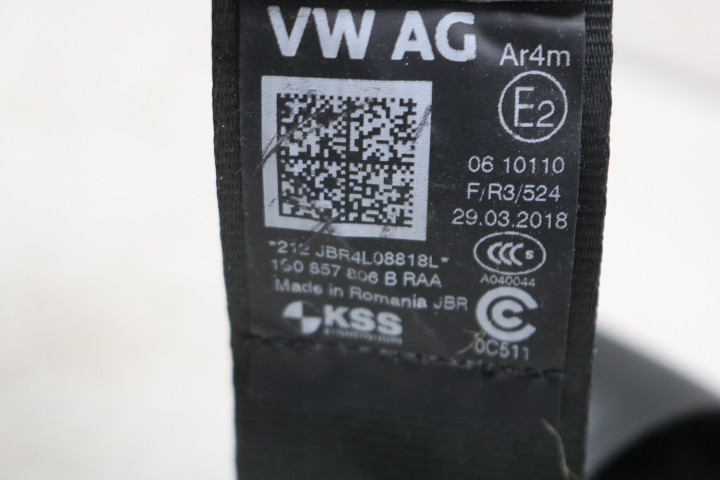 VW AG
Ar4m
E2
06 10110
F/R3/524
29.03.2018
*212 JBR4L08818L*
1S0 857 806 B RAA
Made in Romania JBR
CCC S
A040044
KSS
0C511